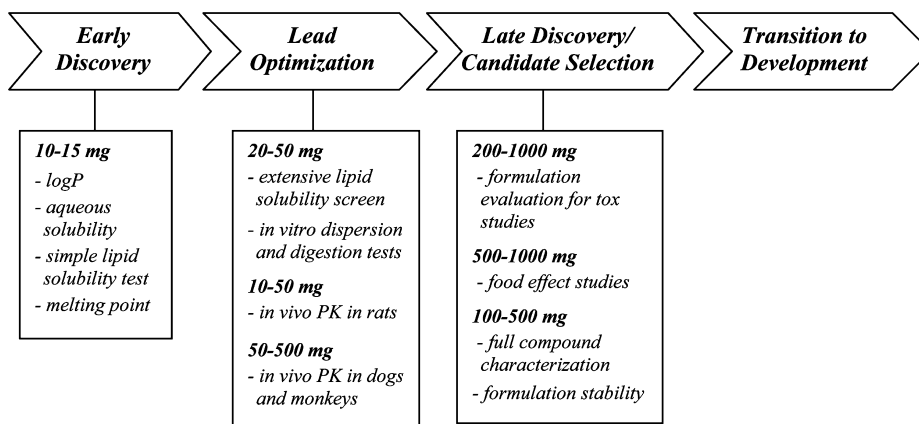 Early
Discovery
Lead
Optimization
Late Discovery/
Candidate Selection
Transition to
Development
10-15 mg
- logP
- aqueous
solubility
- simple lipid
solubility test
- melting point
20-50 mg
- extensive lipid
solubility screen
- in vitro dispersion
and digestion tests
10-50 mg
- in vivo PK in rats
50-500 mg
- in vivo PK in dogs
and monkeys
200-1000 mg
- formulation
evaluation for tox
studies
500-1000 mg
- food effect studies
100-500 mg
- full compound
characterization
- formulation stability